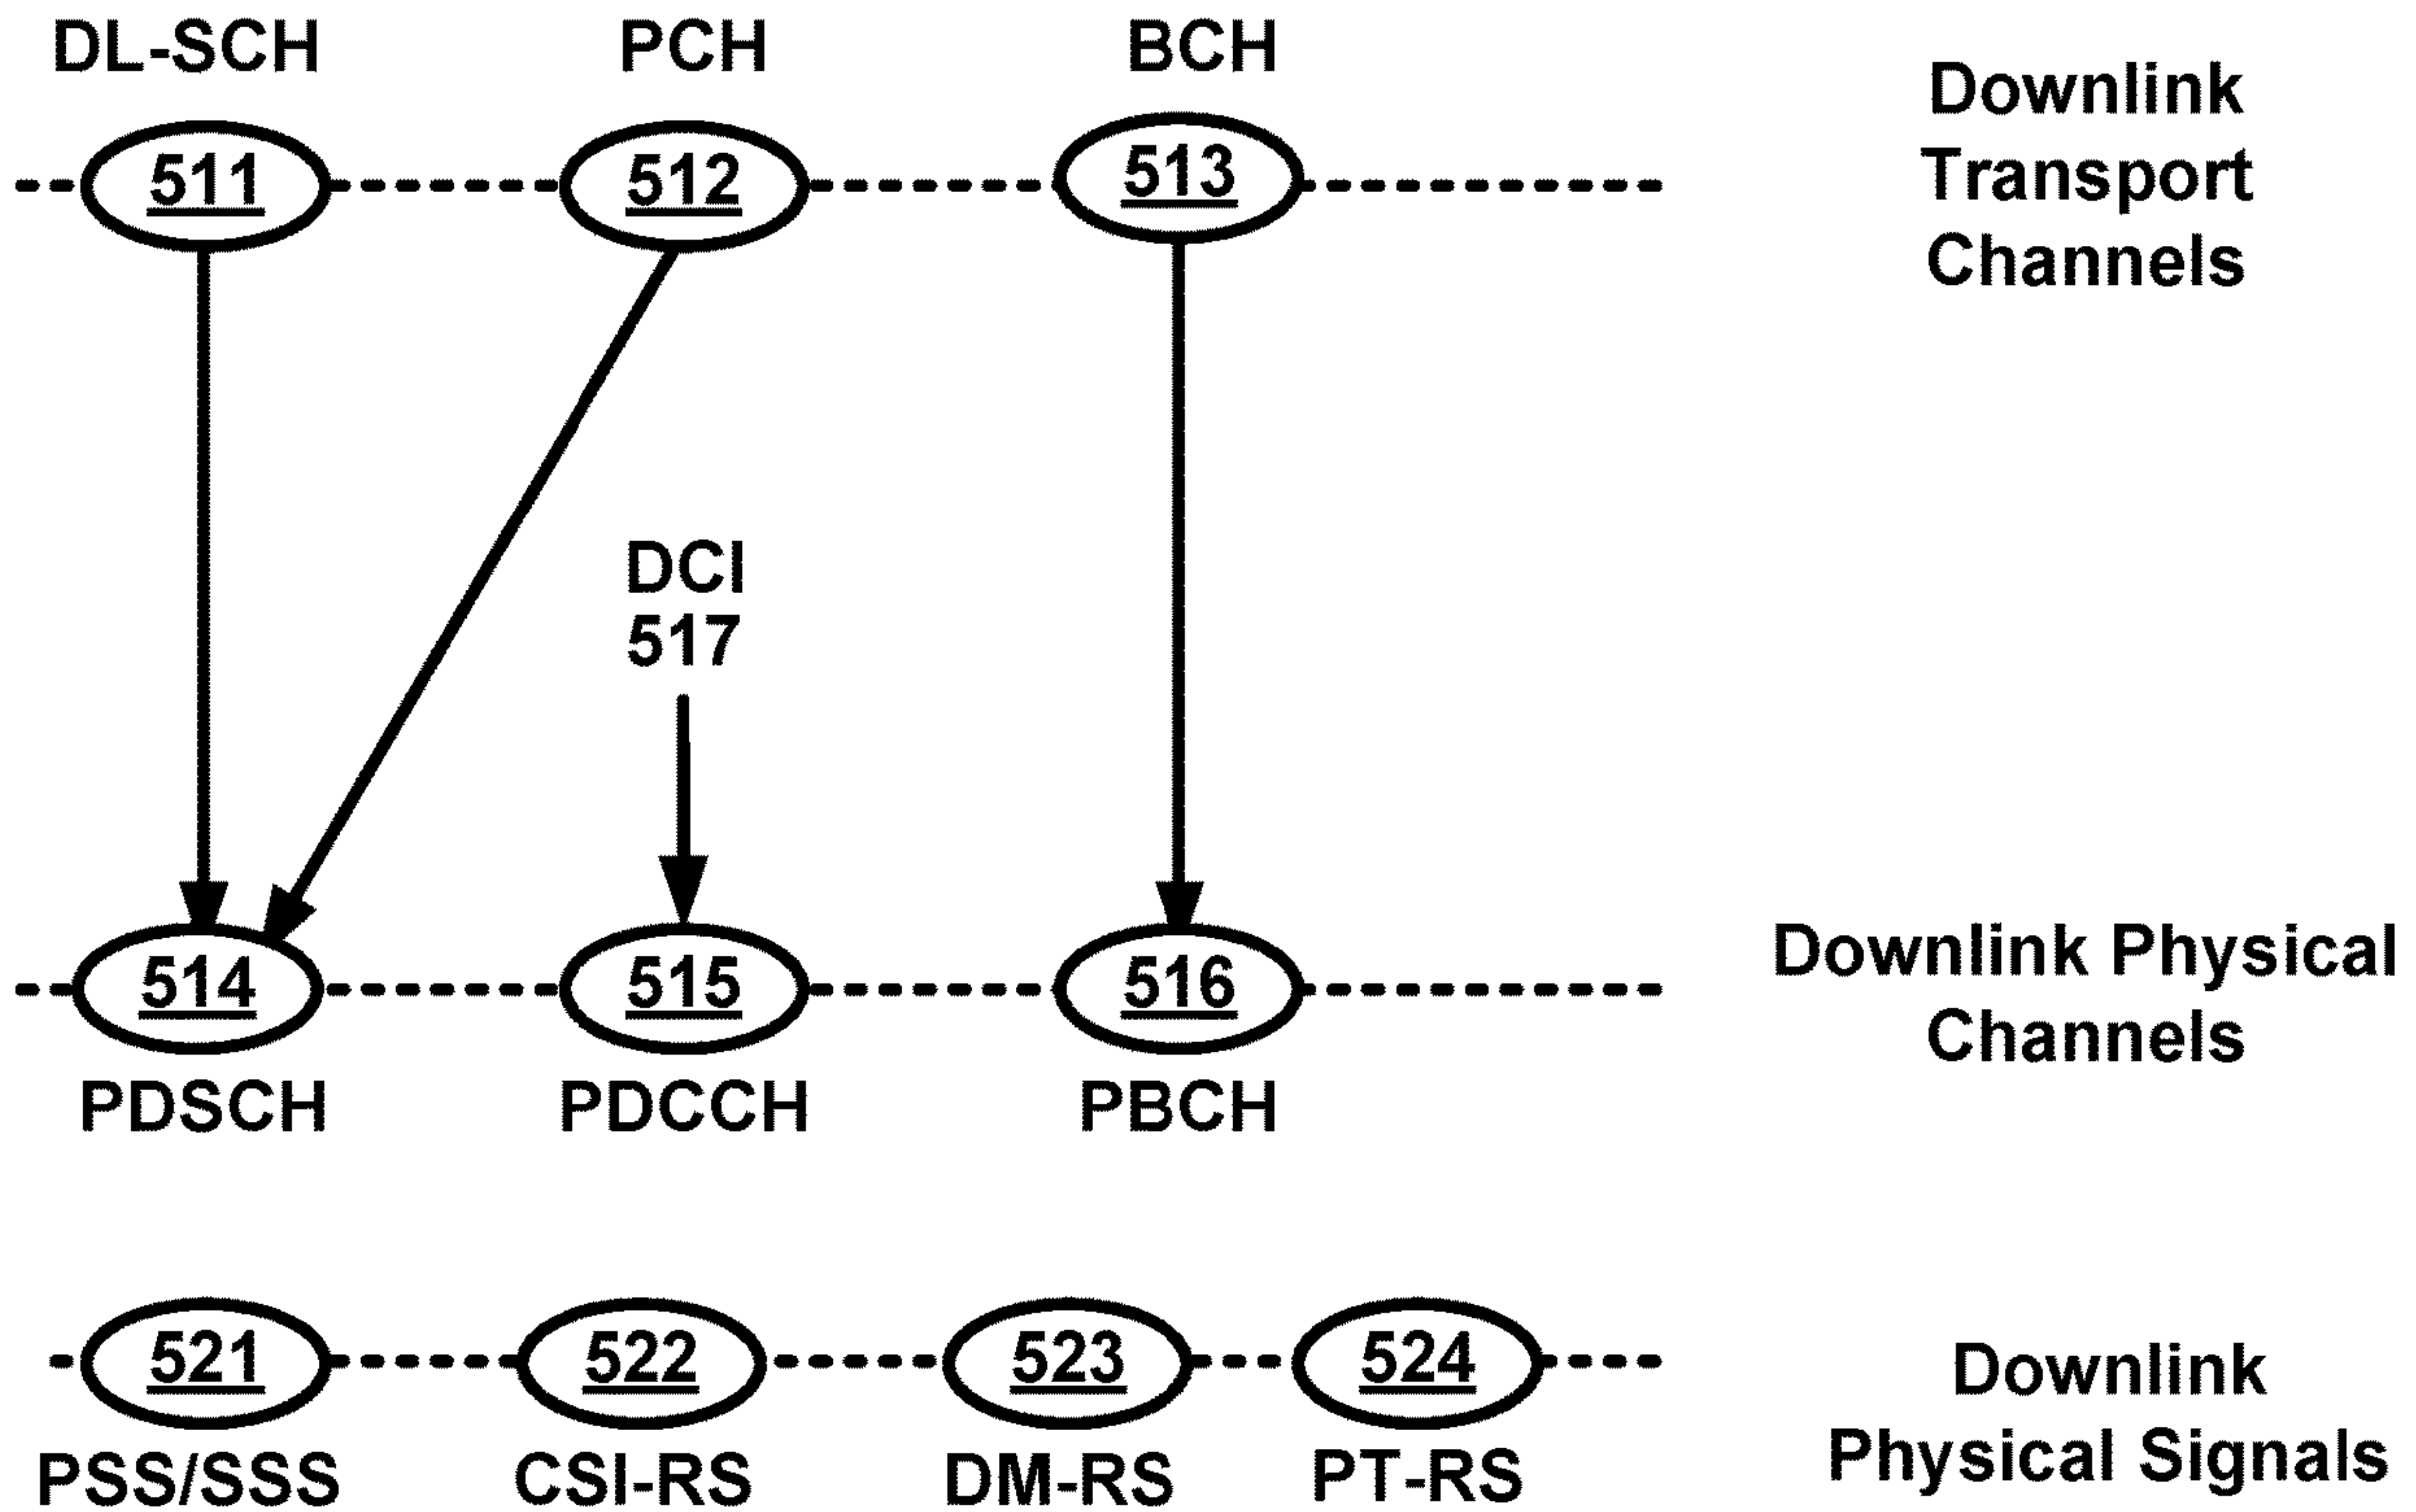 DL-SCH
PCH
BCH
Downlink
Transport
Channels
511
512
513
DCI
517
514
515
516
Downlink Physical
Channels
PDSCH
PDCCH
PBCH
521
522
523
524
Downlink
Physical Signals
PSS/SSS
CSI-RS
DM-RS
PT-RS